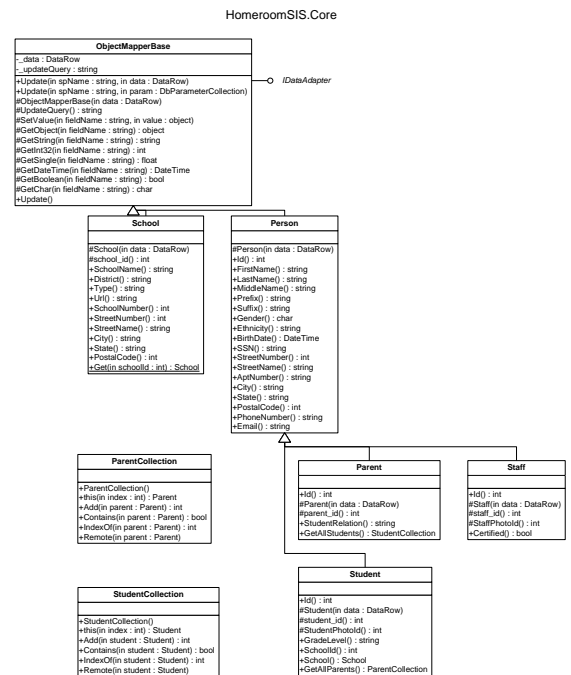 HomeroomSIS.Core
ObjectMapperBase
-_data : DataRow
-_updateQuery : string
+Update(in spName : string, in data : DataRow)
+Update(in spName : string, in param : DbParameterCollection)
#ObjectMapperBase(in data : DataRow)
#UpdateQuery() : string
#SetValue(in fieldName : string, in value : object)
#GetObject(in fieldName : string) : object
#GetString(in fieldName : string) : string
#GetInt32(in fieldName : string) : int
#GetSingle(in fieldName : string) : float
#GetDateTime(in fieldName : string) : DateTime
#GetBoolean(in fieldName : string) : bool
#GetChar(in fieldName : string) : char
+Update()
IDataAdapter
School
#School(in data : DataRow)
#school_id() : int
+SchoolName() : string
+District() : string
+Type() : string
+Url() : string
+SchoolNumber() : int
+StreetNumber() : int
+StreetName() : string
+City() : string
+State() : string
+PostalCode() : int
+Get(in schoolId : int) : School
Person
#Person(in data : DataRow)
+Id() : int
+FirstName() : string
+LastName() : string
+MiddleName() : string
+Prefix() : string
+Suffix() : string
+Gender() : char
+Ethnicity() : string
+BirthDate() : DateTime
+SSN() : string
+StreetNumber() : int
+StreetName() : string
+AptNumber() : string
+City() : string
+State() : string
+PostalCode() : int
+PhoneNumber() : string
+Email() : string
ParentCollection
+ParentCollection()
+this(in index : int) : Parent
+Add(in parent : Parent) : int
+Contains(in parent : Parent) : bool
+IndexOf(in parent : Parent) : int
+Remote(in parent : Parent)
Parent
+Id() : int
#Parent(in data : DataRow)
#parent_id() : int
+StudentRelation() : string
+GetAllStudents() : StudentCollection
Staff
+Id() : int
#Staff(in data : DataRow)
#staff_id() : int
#StaffPhotoId() : int
+Certified() : bool
StudentCollection
+StudentCollection()
+this(in index : int) : Student
+Add(in student : Student) : int
+Contains(in student : Student) : bool
+IndexOf(in student : Student) : int
+Remote(in student : Student)
Student
+Id() : int
#Student(in data : DataRow)
#student_id() : int
#StudentPhotoId() : int
+GradeLevel() : string
+SchoolId() : int
+School() : School
+GetAllParents() : ParentCollection